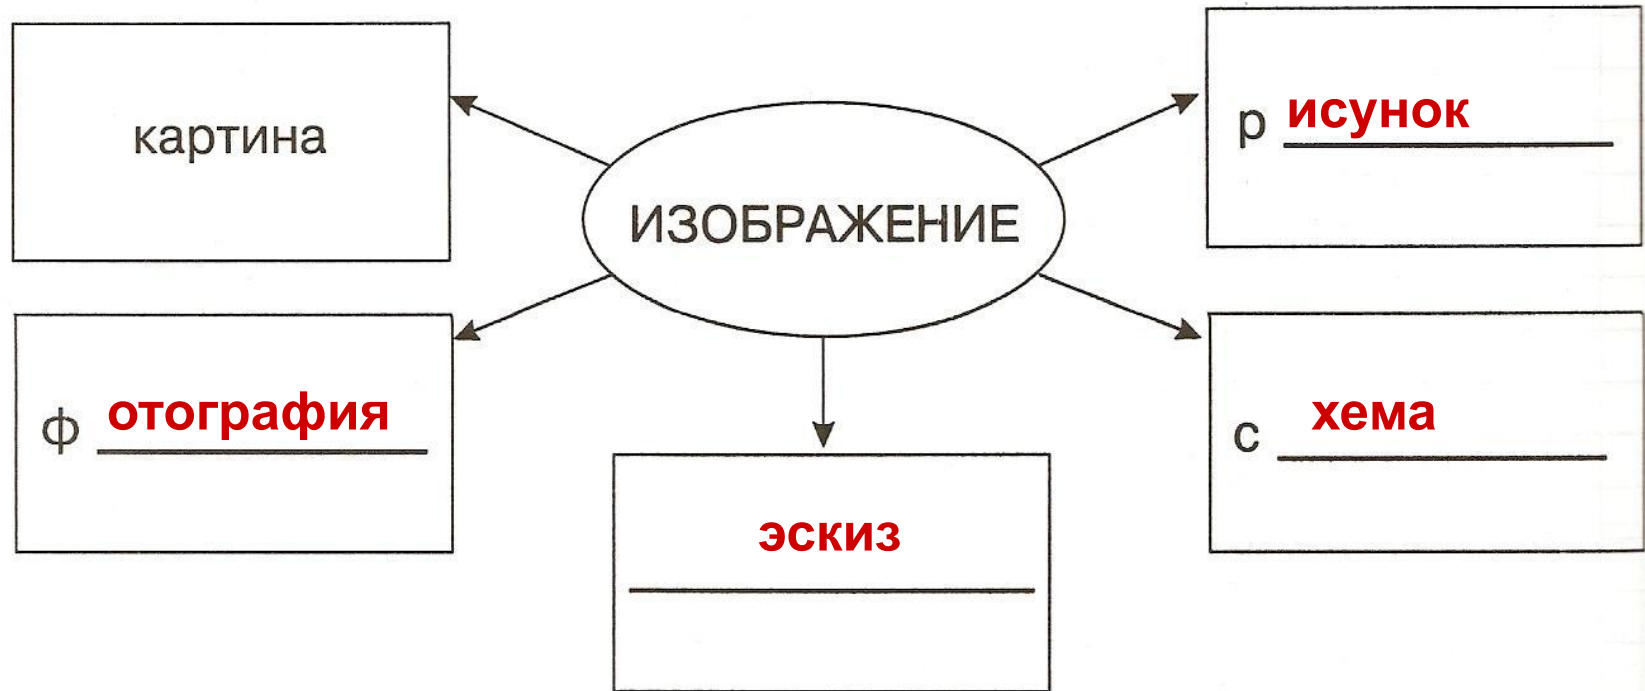 картина
ИЗОБРАЖЕНИЕ
р исунок
ф отография
с хема
эскиз